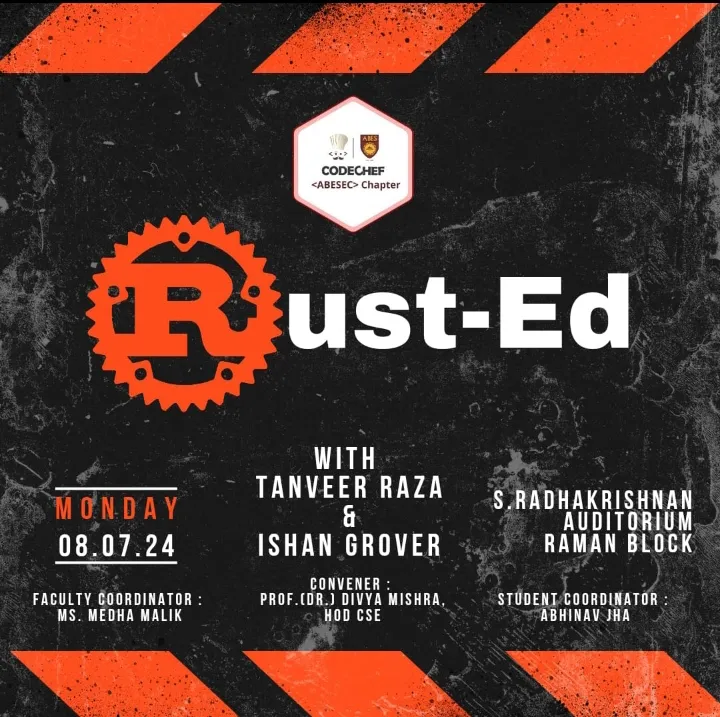 ABES
CODECHEF
<ABESEC> Chapter
Rust-Ed
WITH
TANVEER RAZA
&
ISHAN GROVER
MONDAY
08.07.24
S.RADHAKRISHNAN
AUDITORIUM
RAMAN BLOCK
FACULTY COORDINATOR :
MS. MEDHA MALIK
CONVENER :
PROF.(DR.) DIVYA MISHRA,
HOD CSE
STUDENT COORDINATOR :
ABHINAV JHA